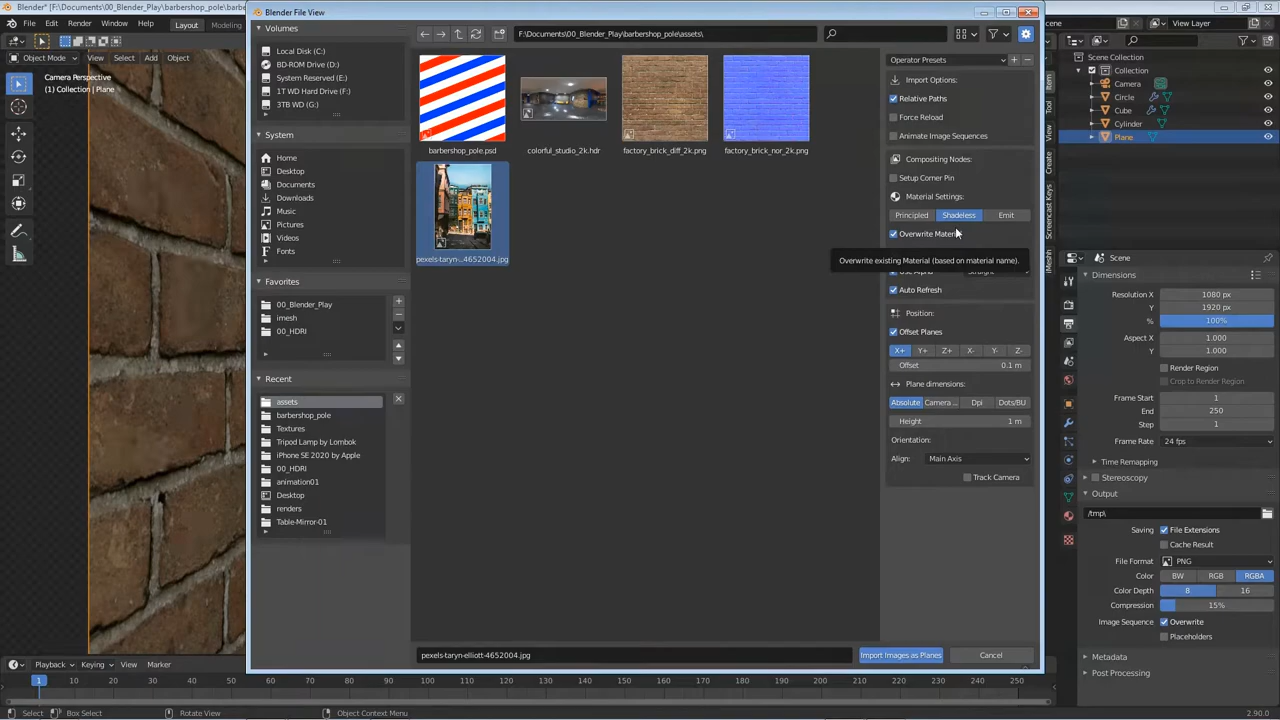 Blender* [F:\Documents\00_Blender_Play\barbershop_pole\barbe
Blender File View
File Edit Render Window Help Layout Modeling
Scene View Layer
Object Mode View Select Add Object
Camera Perspective
(1) Collection | Plane
Volumes
Local Disk (C:)
BD-ROM Drive (D:)
System Reserved (E:)
1T WD Hard Drive (F:)
3TB WD (G:)
System
Home
Desktop
Documents
Downloads
Music
Pictures
Videos
Fonts
Favorites
00_Blender_Play
imesh
00_HDRI
Recent
assets
barbershop_pole
Textures
Tripod Lamp by Lombok
iPhone SE 2020 by Apple
00_HDRI
animation01
Desktop
renders
Table-Mirror-01
F:\Documents\00_Blender_Play\barbershop_pole\assets\
barbershop_pole.psd
colorful_studio_2k.hdr
factory_brick_diff_2k.png
factory_brick_nor_2k.png
pexels-taryn-...4652004.jpg
Operator Presets
Import Options:
Relative Paths
Force Reload
Animate Image Sequences
Compositing Nodes:
Setup Corner Pin
Material Settings:
Principled Shadeless Emit
Overwrite Materi
Overwrite existing Material (based on material name).
Auto Refresh
Position:
Offset Planes
X+ Y+ Z+ X- Y- Z-
Offset 0.1 m
Plane dimensions:
Absolute Camera ... Dpi Dots/BU
Height 1 m
Orientation:
Align: Main Axis
Track Camera
pexels-taryn-elliott-4652004.jpg
Import Images as Planes Cancel
Item
Tool
View
Create
Screencast Keys
iMeshh
Scene Collection
Collection
Camera
Circle
Cube
Cylinder
Plane
Scene
Dimensions
Resolution X 1080 px
Y 1920 px
% 100%
Aspect X 1.000
Y 1.000
Render Region
Crop to Render Region
Frame Start 1
End 250
Step 1
Frame Rate 24 fps
Time Remapping
Stereoscopy
Output
/tmp\
Saving File Extensions
Cache Result
File Format PNG
Color BW RGB RGBA
Color Depth 8 16
Compression 15%
Image Sequence Overwrite
Placeholders
Metadata
Post Processing
Playback Keying View Marker
1 10 20 30 40 50 60 70 80 90 100 110 120 130 140 150 160 170 180 190 200 210 220 230 240 250
Select Box Select Rotate View Object Context Menu 2.90.0